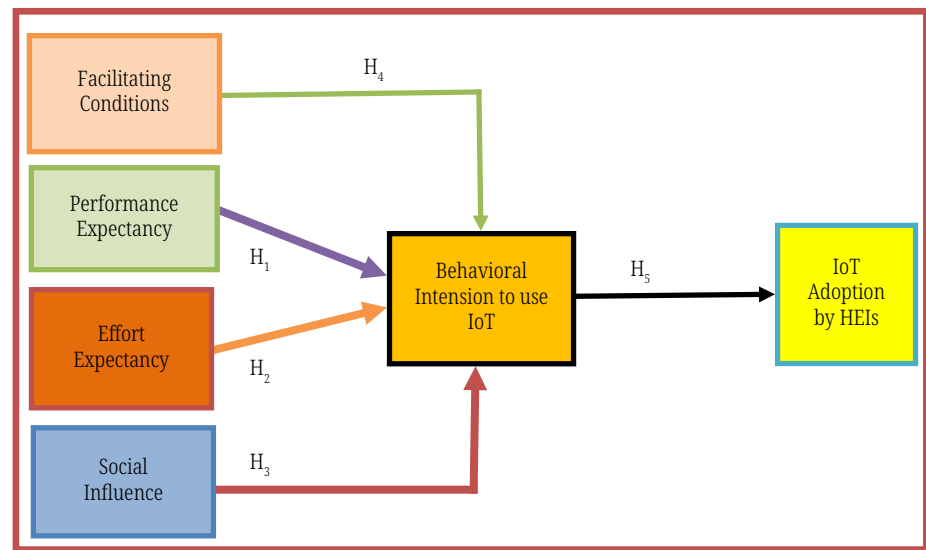 Facilitating
Conditions
H4
Performance
Expectancy
H1
Effort
Expectancy
H2
Social
Influence
H3
Behavioral
Intension to use
IoT
H5
IoT
Adoption
by HEIs